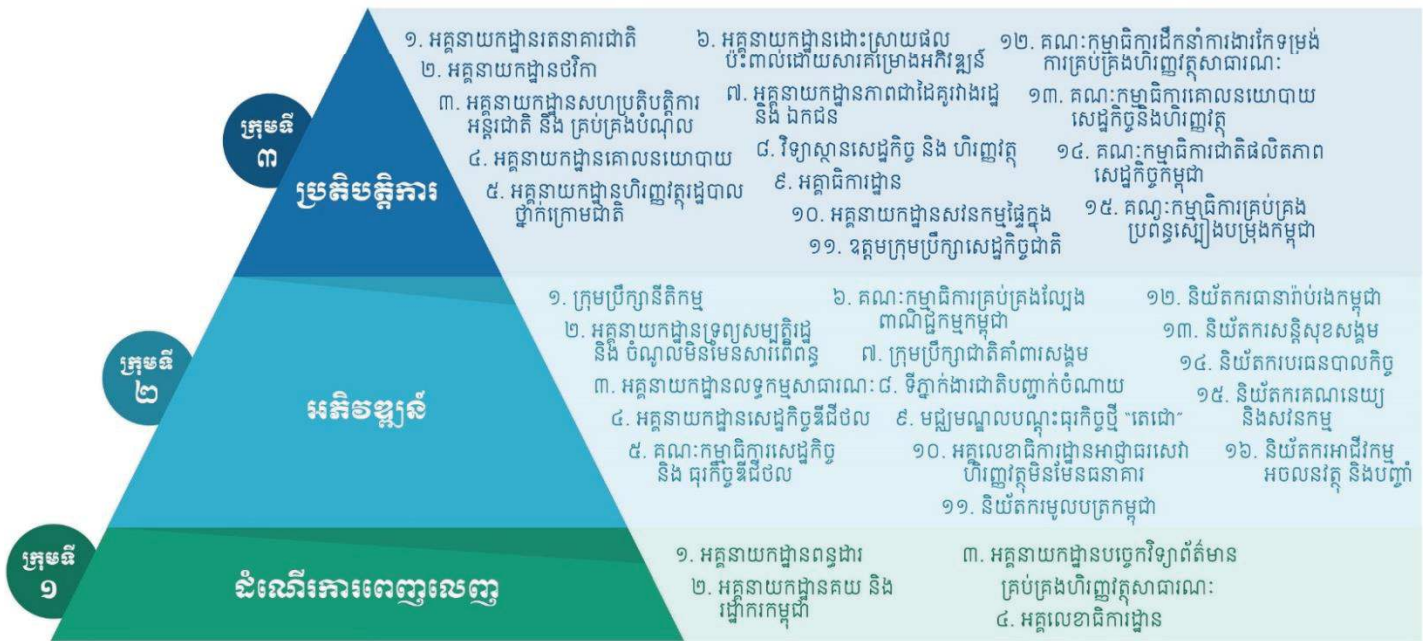 ក្រុមទី
៣
ប្រតិបត្តិការ
១. អគ្គនាយកដ្ឋានរតនាគារជាតិ
២. អគ្គនាយកដ្ឋានថវិកា
៣. អគ្គនាយកដ្ឋានសហប្រតិបត្តិការ
អន្តរជាតិ និង គ្រប់គ្រងបំណុល
៤. អគ្គនាយកដ្ឋានគោលនយោបាយ
៥. អគ្គនាយកដ្ឋានហិរញ្ញវត្ថុរដ្ឋបាល
ថ្នាក់ក្រោមជាតិ
៦. អគ្គនាយកដ្ឋានដោះស្រាយផល
ប៉ះពាល់ដោយសារគម្រោងអភិវឌ្ឍន៍
៧. អគ្គនាយកដ្ឋានភាពជាដៃគូរវាងរដ្ឋ
និង ឯកជន
៨. វិទ្យាស្ថានសេដ្ឋកិច្ច និង ហិរញ្ញវត្ថុ
៩. អគ្គាធិការដ្ឋាន
១០. អគ្គនាយកដ្ឋានសវនកម្មផ្ទៃក្នុង
១១. ឧត្តមក្រុមប្រឹក្សាសេដ្ឋកិច្ចជាតិ
១២. គណៈកម្មាធិការដឹកនាំការងារកែទម្រង់
ការគ្រប់គ្រងហិរញ្ញវត្ថុសាធារណៈ
១៣. គណៈកម្មាធិការគោលនយោបាយ
សេដ្ឋកិច្ចនិងហិរញ្ញវត្ថុ
១៤. គណៈកម្មាធិការជាតិផលិតភាព
សេដ្ឋកិច្ចកម្ពុជា
១៥. គណៈកម្មាធិការគ្រប់គ្រង
ប្រព័ន្ធស្បៀងបម្រុងកម្ពុជា
ក្រុមទី
២
អភិវឌ្ឍន៍
១. ក្រុមប្រឹក្សានីតិកម្ម
២. អគ្គនាយកដ្ឋានទ្រព្យសម្បត្តិរដ្ឋ
និង ចំណូលមិនមែនសារពើពន្ធ
៣. អគ្គនាយកដ្ឋានលទ្ធកម្មសាធារណៈ
៤. អគ្គនាយកដ្ឋានសេដ្ឋកិច្ចឌីជីថល
៥. គណៈកម្មាធិការសេដ្ឋកិច្ច
និង ធុរកិច្ចឌីជីថល
៦. គណៈកម្មាធិការគ្រប់គ្រងល្បែង
ពាណិជ្ជកម្មកម្ពុជា
៧. ក្រុមប្រឹក្សាជាតិគាំពារសង្គម
៨. ទីភ្នាក់ងារជាតិបញ្ជាក់ចំណាយ
៩. មជ្ឈមណ្ឌលបណ្តុះធុរកិច្ចថ្មី "តេជោ"
១០. អគ្គលេខាធិការដ្ឋានអាជ្ញាធរសេវា
ហិរញ្ញវត្ថុមិនមែនធនាគារ
១១. និយ័តករមូលបត្រកម្ពុជា
១២. និយ័តករធានារ៉ាប់រងកម្ពុជា
១៣. និយ័តករសន្តិសុខសង្គម
១៤. និយ័តករបរធនបាលកិច្ច
១៥. និយ័តករគណនេយ្យ
និងសវនកម្ម
១៦. និយ័តករអាជីវកម្ម
អចលនវត្ថុ និងបញ្ចាំ
ក្រុមទី
១
ដំណើរការពេញលេញ
១. អគ្គនាយកដ្ឋានពន្ធដារ
២. អគ្គនាយកដ្ឋានគយ និង
រដ្ឋាករកម្ពុជា
៣. អគ្គនាយកដ្ឋានបច្ចេកវិទ្យាព័ត៌មាន
គ្រប់គ្រងហិរញ្ញវត្ថុសាធារណៈ
៤. អគ្គលេខាធិការដ្ឋាន